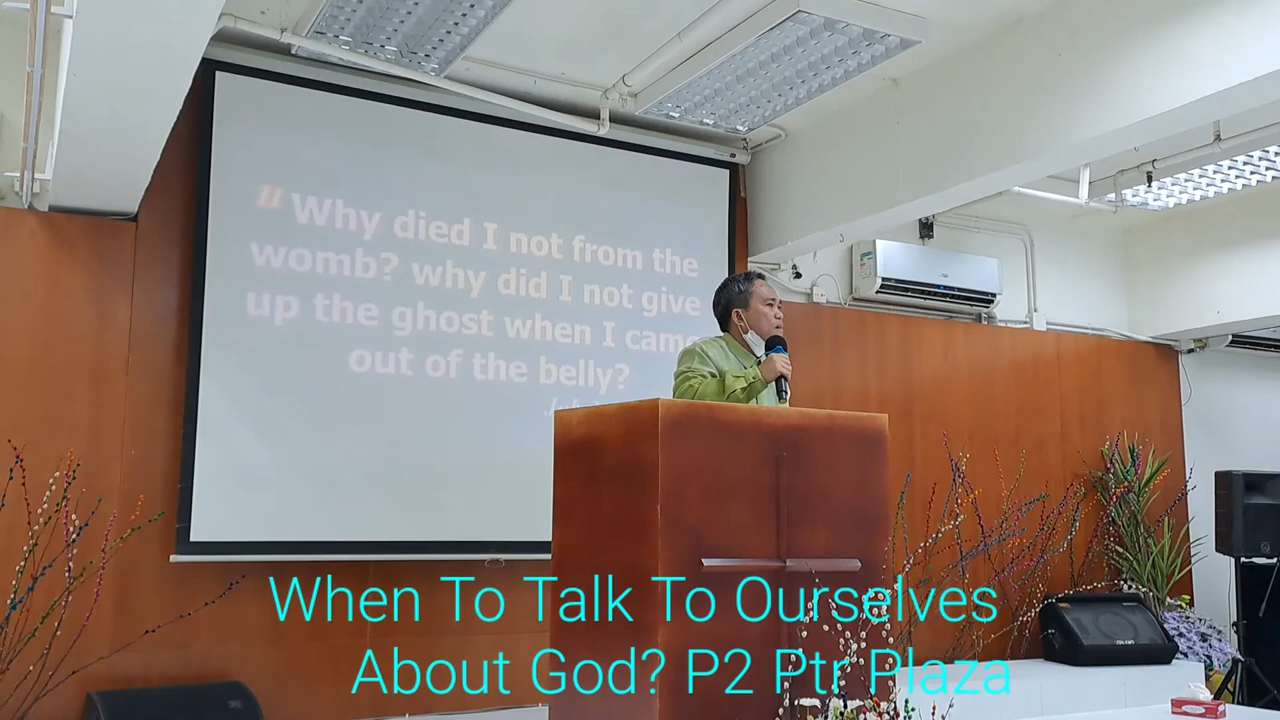 "Why died I not from the
womb? why did I not give
up the ghost when I came
out of the belly?
When To Talk To Ourselves
About God? P2 Ptr Plaza